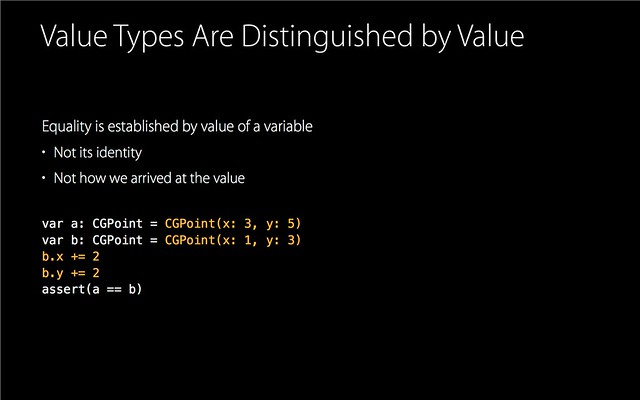 Value Types Are Distinguished by Value
Equality is established by value of a variable
• Not its identity
• Not how we arrived at the value
var a: CGPoint = CGPoint(x: 3, y: 5)
var b: CGPoint = CGPoint(x: 1, y: 3)
b.x += 2
b.y += 2
assert(a == b)